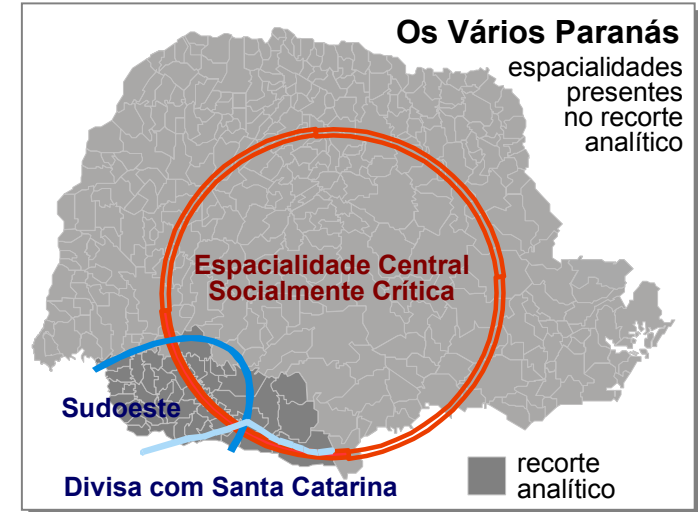 Os Vários Paranás
espacialidades
presentes
no recorte
analítico
Espacialidade Central
Socialmente Crítica
Sudoeste
Divisa com Santa Catarina
recorte
analítico